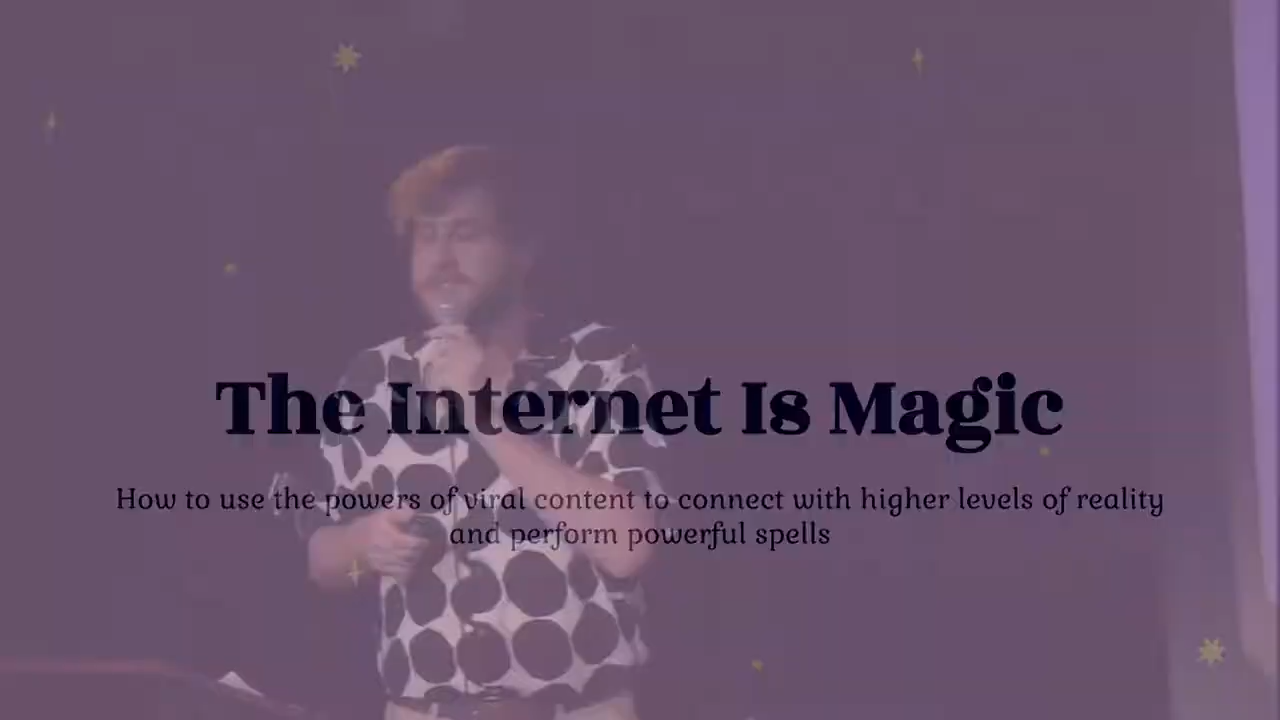 The Internet Is Magic
How to use the powers of viral content to connect with higher levels of reality
and perform powerful spells